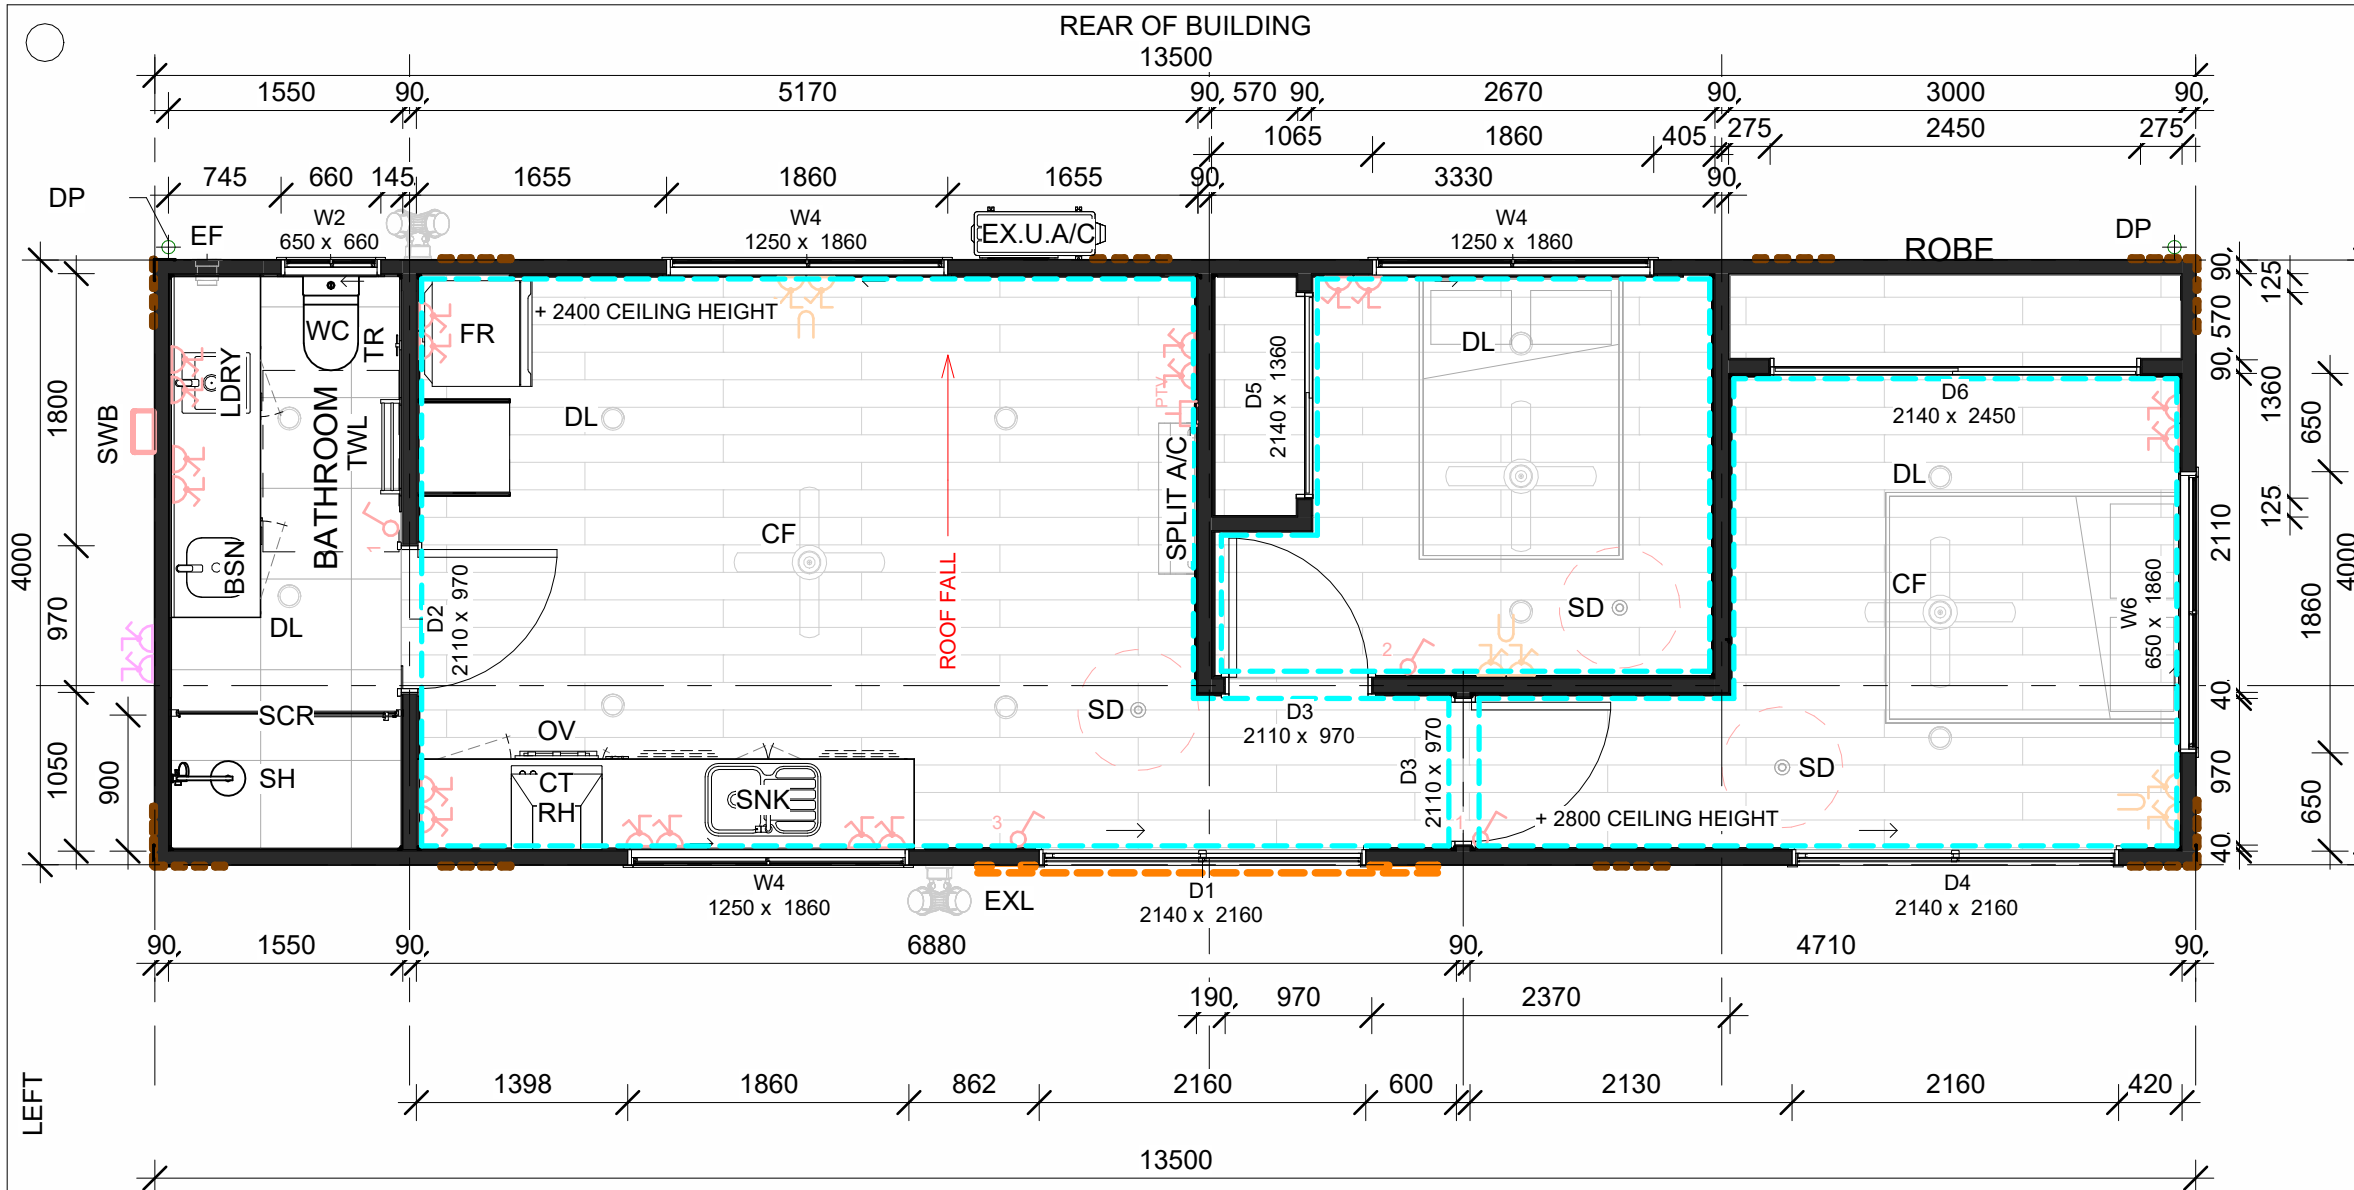 REAR OF BUILDING
13500
1550 90 5170 90 570 90 2670 90 3000 90
1065 1860 405 275 2450 275
745 660 145 1655 1860 1655 90 3330 90
DP
EF
W2
650 x 660
W4
1250 x 1860
EX.U.A/C
W4
1250 x 1860
ROBE
DP
WC
TR
FR
+ 2400 CEILING HEIGHT
U
DL
LDRY
BATHROOM
TWL
SWB
DL
PTV
D5
2140 x 1360
D6
2140 x 2450
DL
SPLIT A/C
1
BSN
CF
CF
DL
D2
2110 x 970
ROOF FALL
SD
2
U
W6
650 x 1860
SCR
OV
SD
D3
2110 x 970
D3
2110 x 970
SD
SH
CT
RH
SNK
3
1
+ 2800 CEILING HEIGHT
U
W4
1250 x 1860
EXL
D1
2140 x 2160
D4
2140 x 2160
4000
1800
970
1050
900
90
570
90
2110
40
970
40
125
1360
125
650
1860
650
4000
90 1550 90 6880 90 4710 90
190 970 2370
1398 1860 862 2160 600 2130 2160 420
LEFT
13500